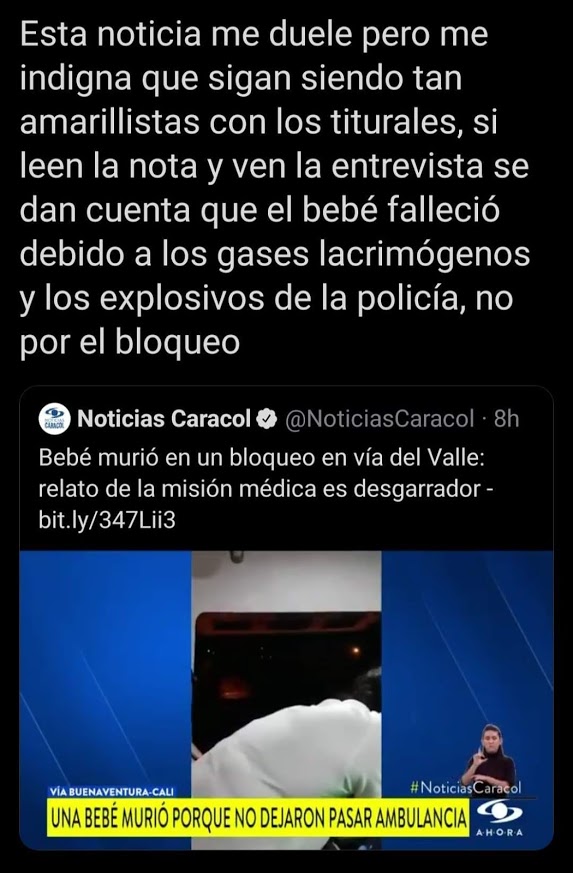 Esta noticia me duele pero me
indigna que sigan siendo tan
amarillistas con los titurales, si
leen la nota y ven la entrevista se
dan cuenta que el bebé falleció
debido a los gases lacrimógenos
y los explosivos de la policía, no
por el bloqueo
Noticias Caracol @NoticiasCaracol · 8h
Bebé murió en un bloqueo en vía del Valle:
relato de la misión médica es desgarrador -
bit.ly/347Lii3
#NoticiasCaracol
VÍA BUENAVENTURA-CALI
UNA BEBÉ MURIÓ PORQUE NO DEJARON PASAR AMBULANCIA
AHORA